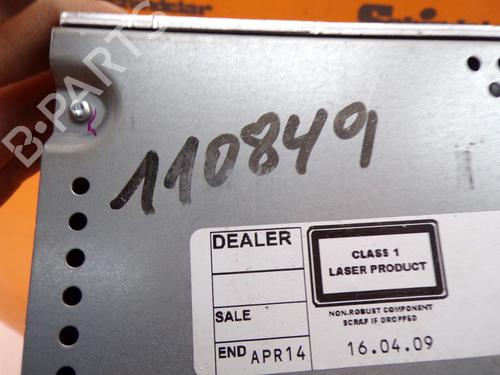 B-PARTS
110849
DEALER
SALE
END APR14
CLASS 1
LASER PRODUCT
NON-ROBUST COMPONENT
SCRAP IF DROPPED
16.04.09